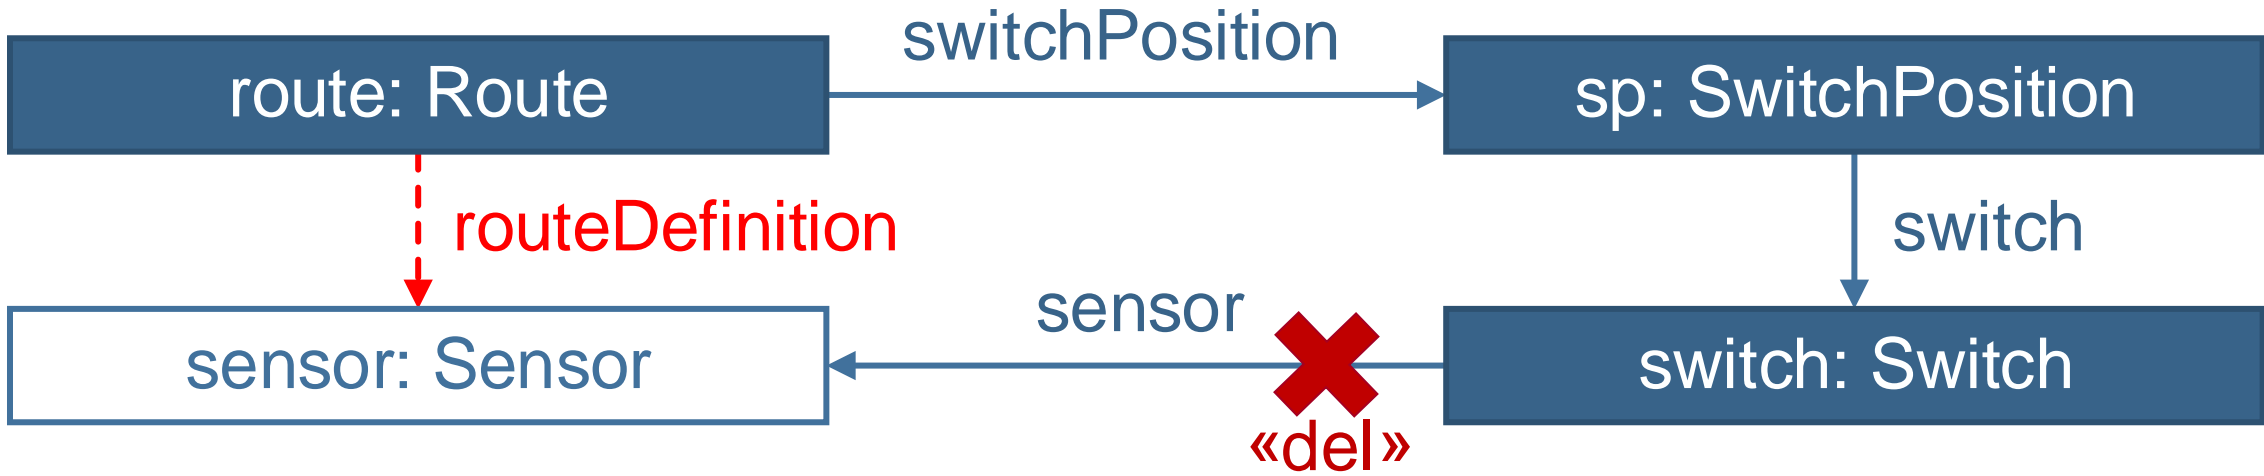 switchPosition
route: Route
sp: SwitchPosition
routeDefinition
switch
sensor
sensor: Sensor
switch: Switch
«del»